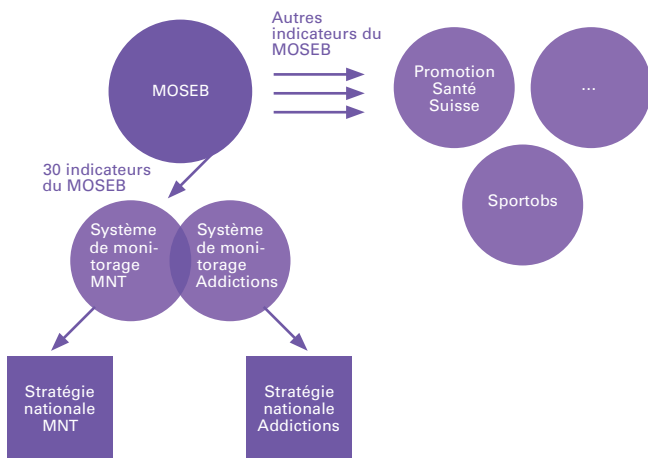 Autres
indicateurs du
MOSEB
MOSEB
Promotion
Santé
Suisse
...
Sportobs
30 indicateurs
du MOSEB
Système
de moni-
torage
MNT
Système
de moni-
torage
Addictions
Stratégie
nationale
MNT
Stratégie
nationale
Addictions